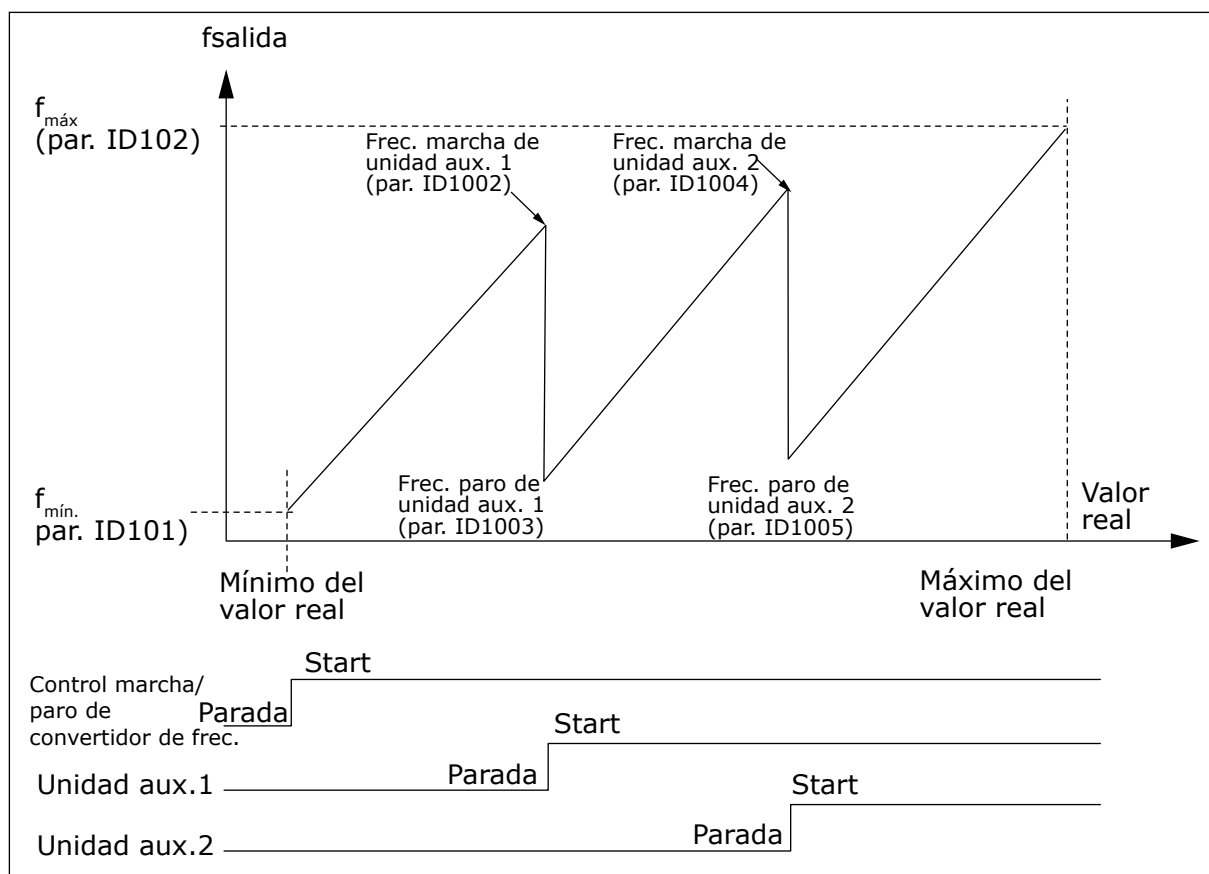 fsalida
fmáx
(par. ID102)
Frec. marcha de
unidad aux. 1
(par. ID1002)
Frec. marcha de
unidad aux. 2
(par. ID1004)
Frec. paro de
unidad aux. 1
(par. ID1003)
Frec. paro de
unidad aux. 2
(par. ID1005)
fmín.
par. ID101)
Valor
real
Mínimo del
valor real
Máximo del
valor real
Start
Control marcha/
paro de
convertidor de frec.
Parada
Start
Unidad aux.1
Parada
Start
Unidad aux.2
Parada